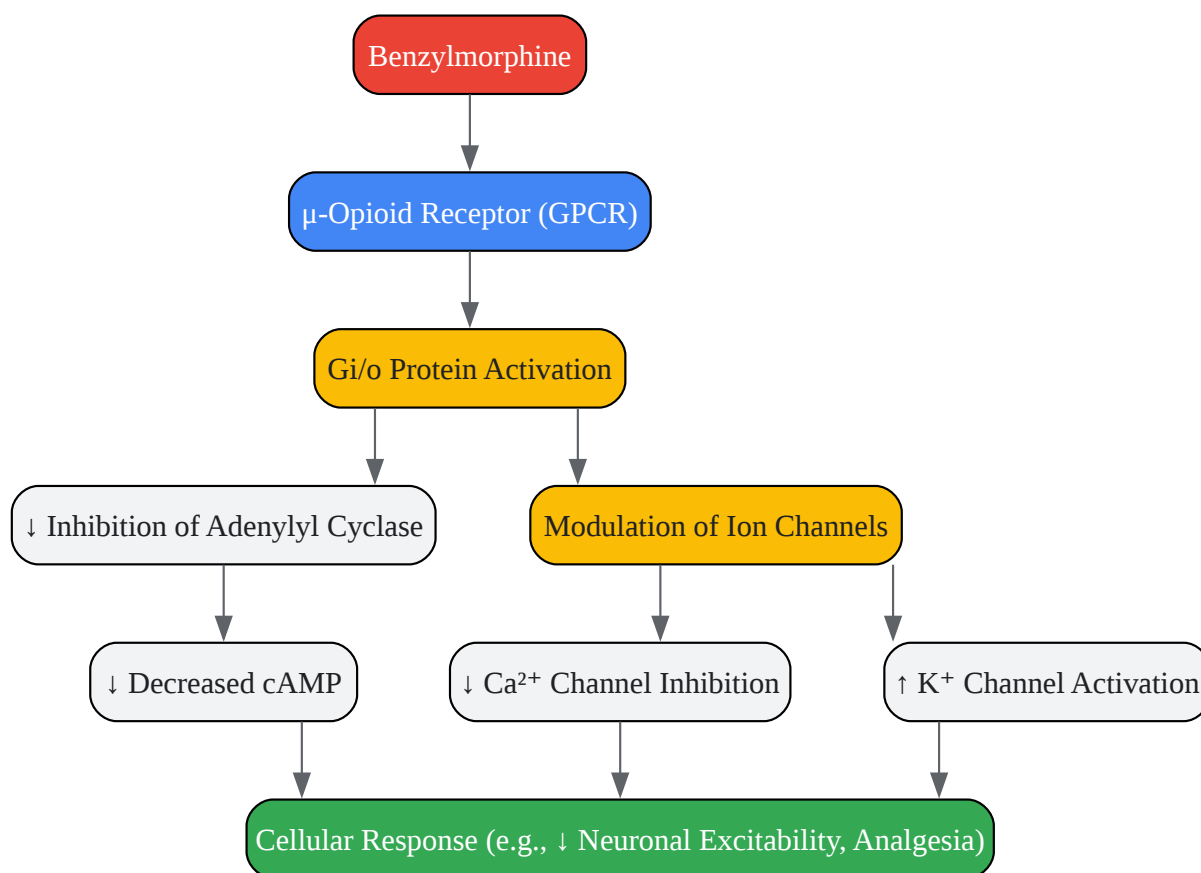 Benzylmorphine
μ-Opioid Receptor (GPCR)
Gi/o Protein Activation
↓ Inhibition of Adenylyl Cyclase
Modulation of Ion Channels
↓ Decreased cAMP
↓ Ca²⁺ Channel Inhibition
↑ K⁺ Channel Activation
Cellular Response (e.g., ↓ Neuronal Excitability, Analgesia)